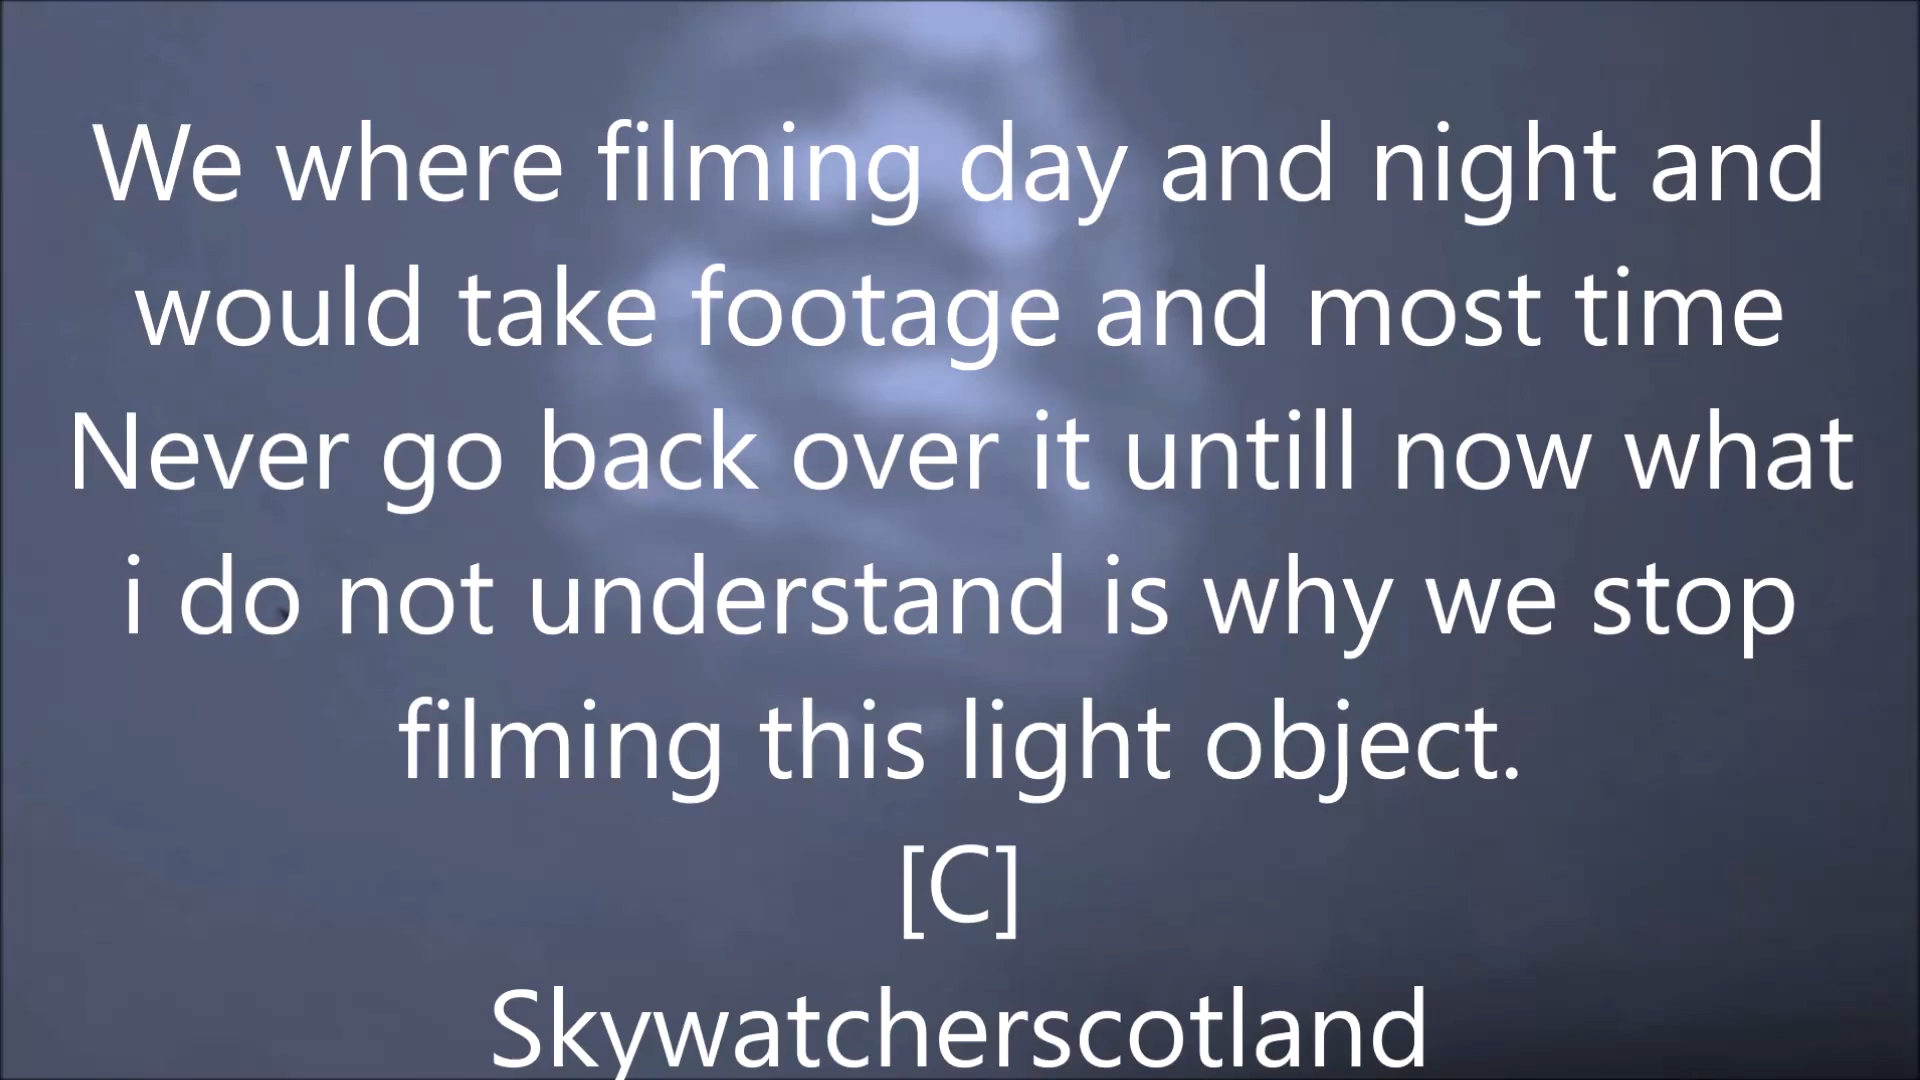 We where filming day and night and
would take footage and most time
Never go back over it untill now what
i do not understand is why we stop
filming this light object.
[C]
Skywatcherscotland